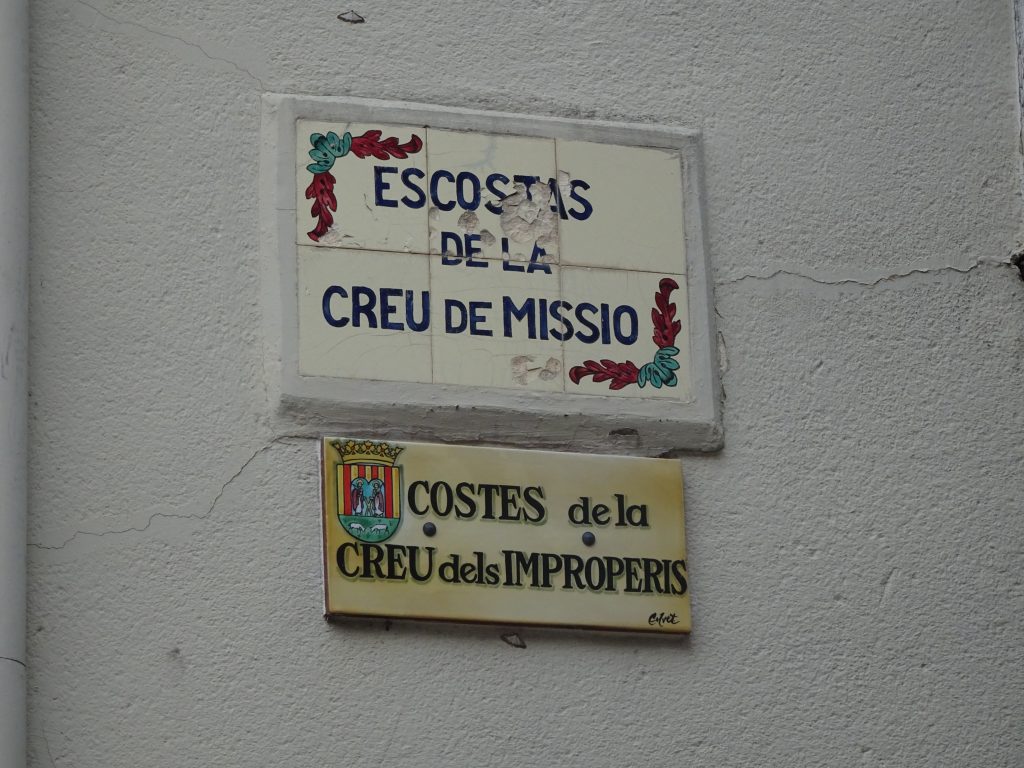 ESCOSTAS
DE LA
CREU DE MISSIO
COSTES de la
CREU dels IMPROPERIS